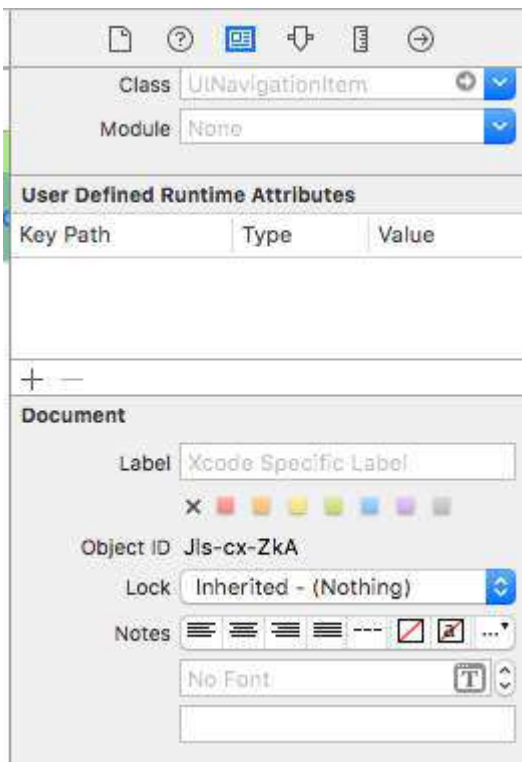 Class UINavigationItem
Module None
User Defined Runtime Attributes
Key Path Type Value
Document
Label Xcode Specific Label
Object ID JIs-cx-ZkA
Lock Inherited - (Nothing)
Notes
No Font